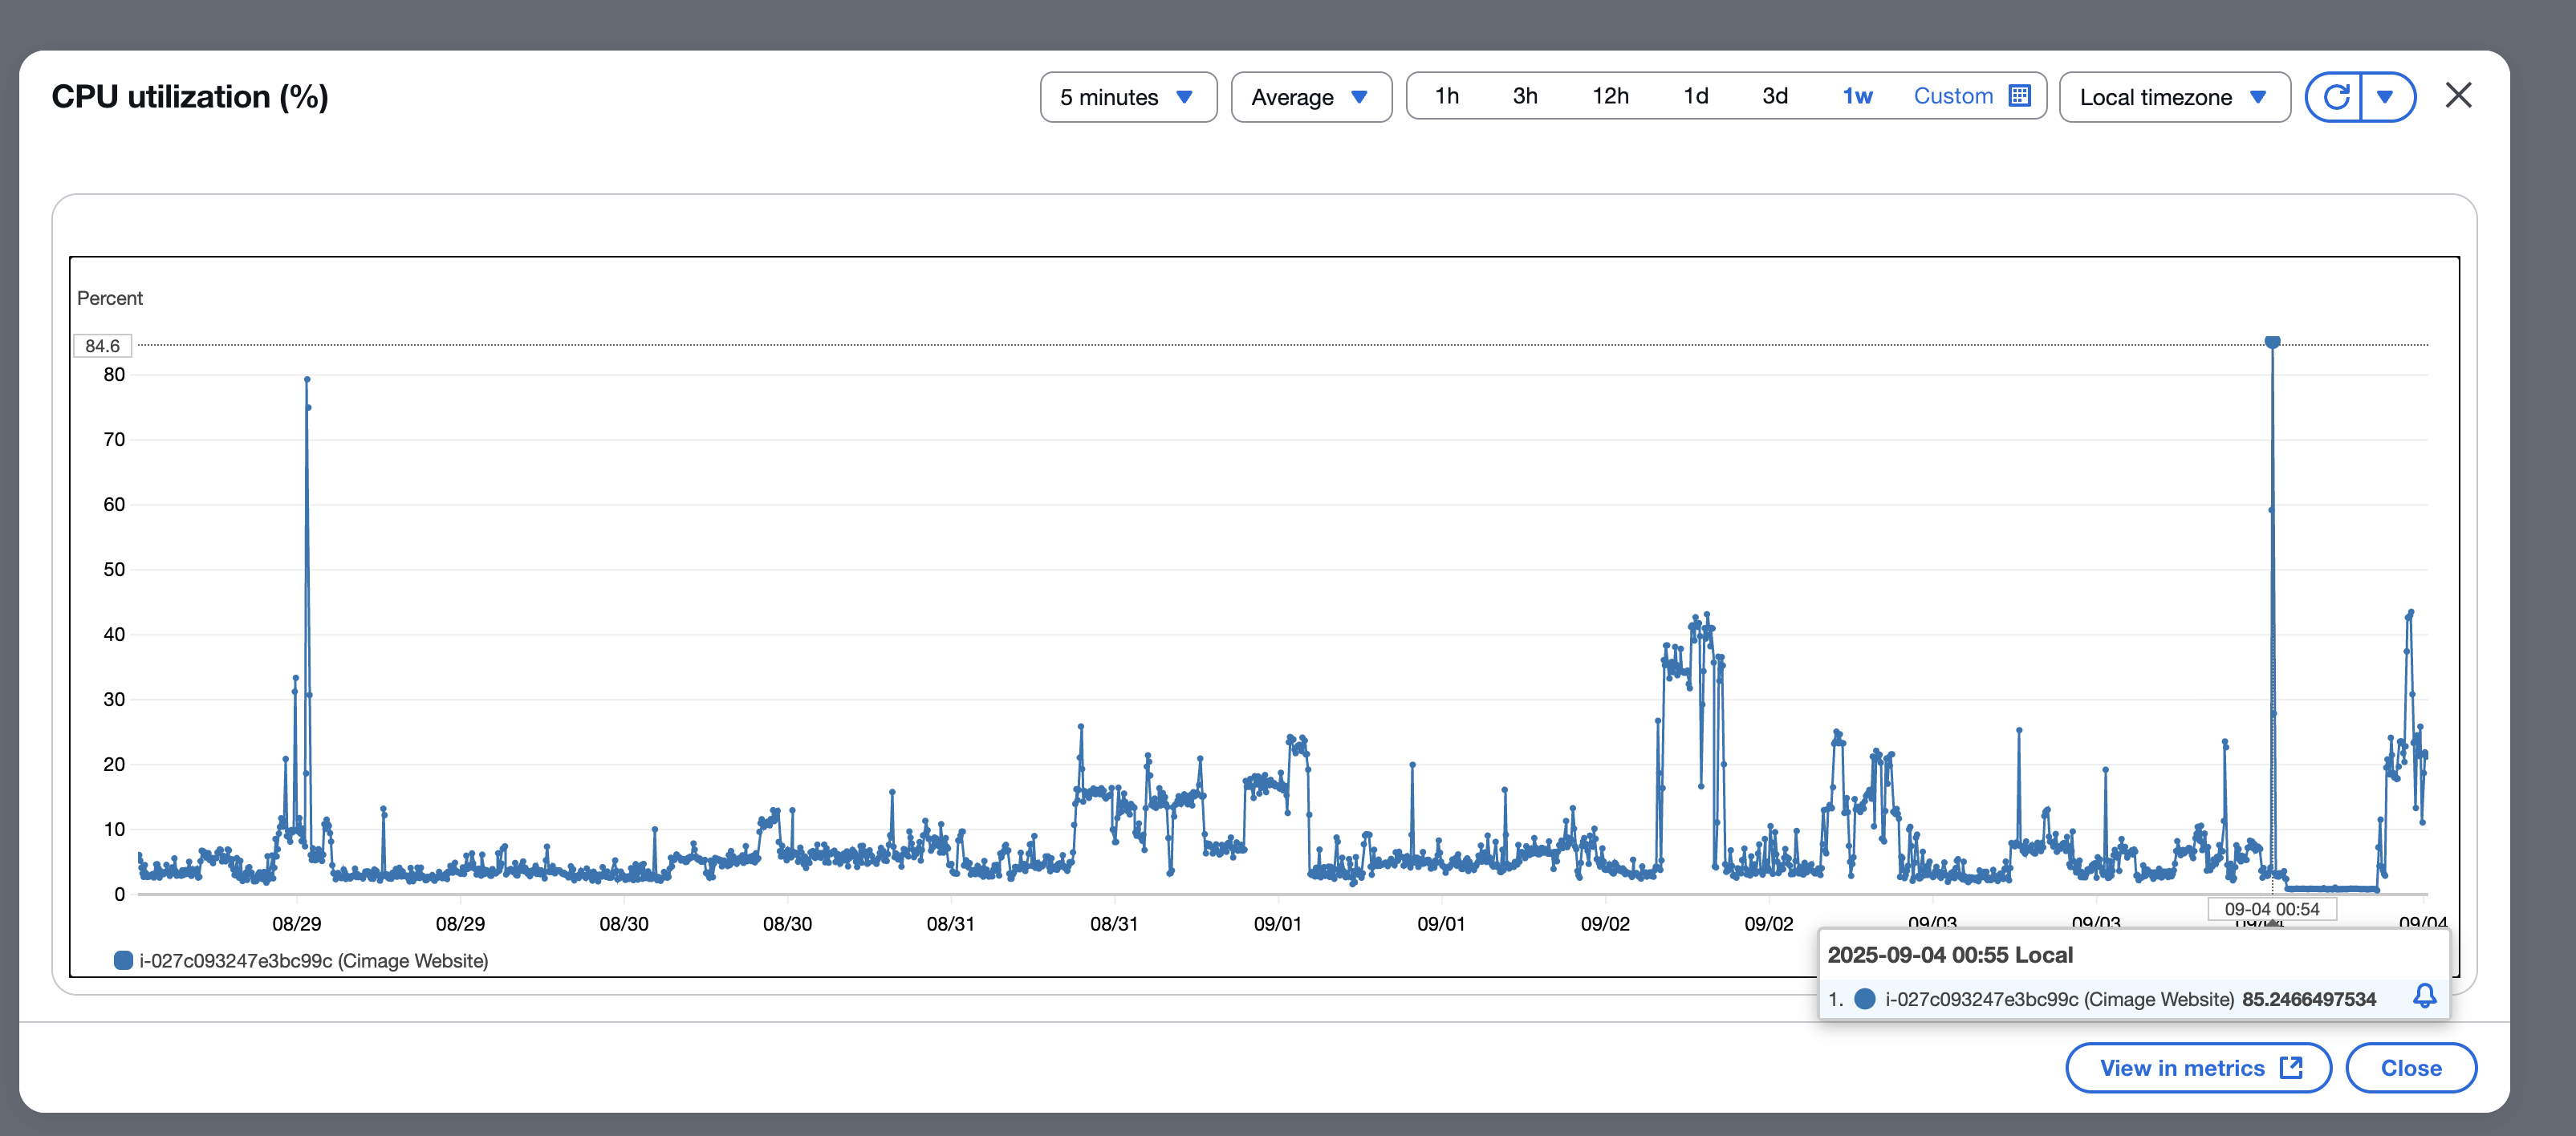 CPU utilization (%)
5 minutes
Average
1h 3h 12h 1d 3d 1w Custom
Local timezone
Percent
84.6
80
70
60
50
40
30
20
10
0
08/29 08/29 08/30 08/30 08/31 08/31 09/01 09/01 09/02 09/02 09/03 09/03 09/04
09-04 00:54
i-027c093247e3bc99c (Cimage Website)
2025-09-04 00:55 Local
1. i-027c093247e3bc99c (Cimage Website) 85.2466497534
View in metrics
Close